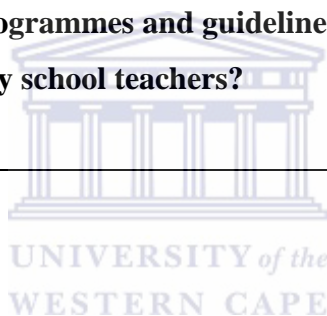 ogrammes and guideline
y school teachers?
UNIVERSITY of the
WESTERN CAPE